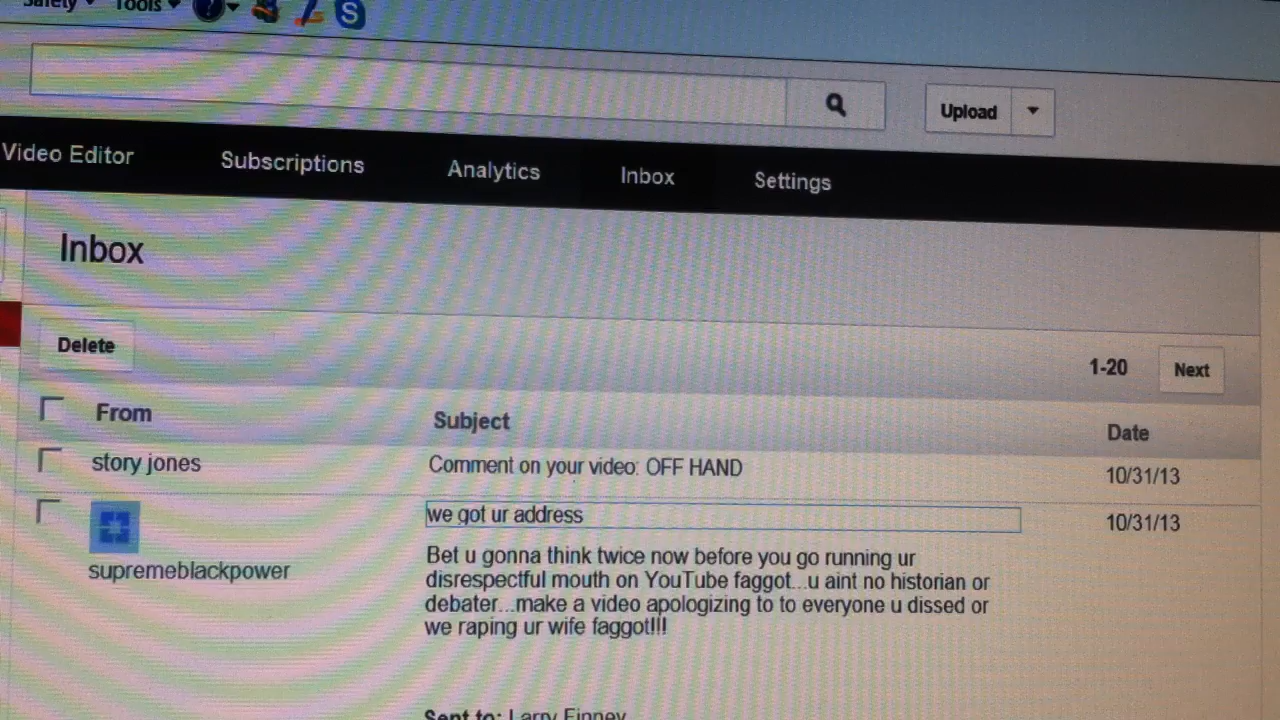 Safety Tools
S
Upload
Video Editor Subscriptions Analytics Inbox Settings
Inbox
Delete 1-20 Next
From Subject Date
story jones Comment on your video: OFF HAND 10/31/13
we got ur address 10/31/13
supremeblackpower
Bet u gonna think twice now before you go running ur
disrespectful mouth on YouTube faggot...u aint no historian or
debater...make a video apologizing to to everyone u dissed or
we raping ur wife faggot!!!
Sent to: Larry Finney